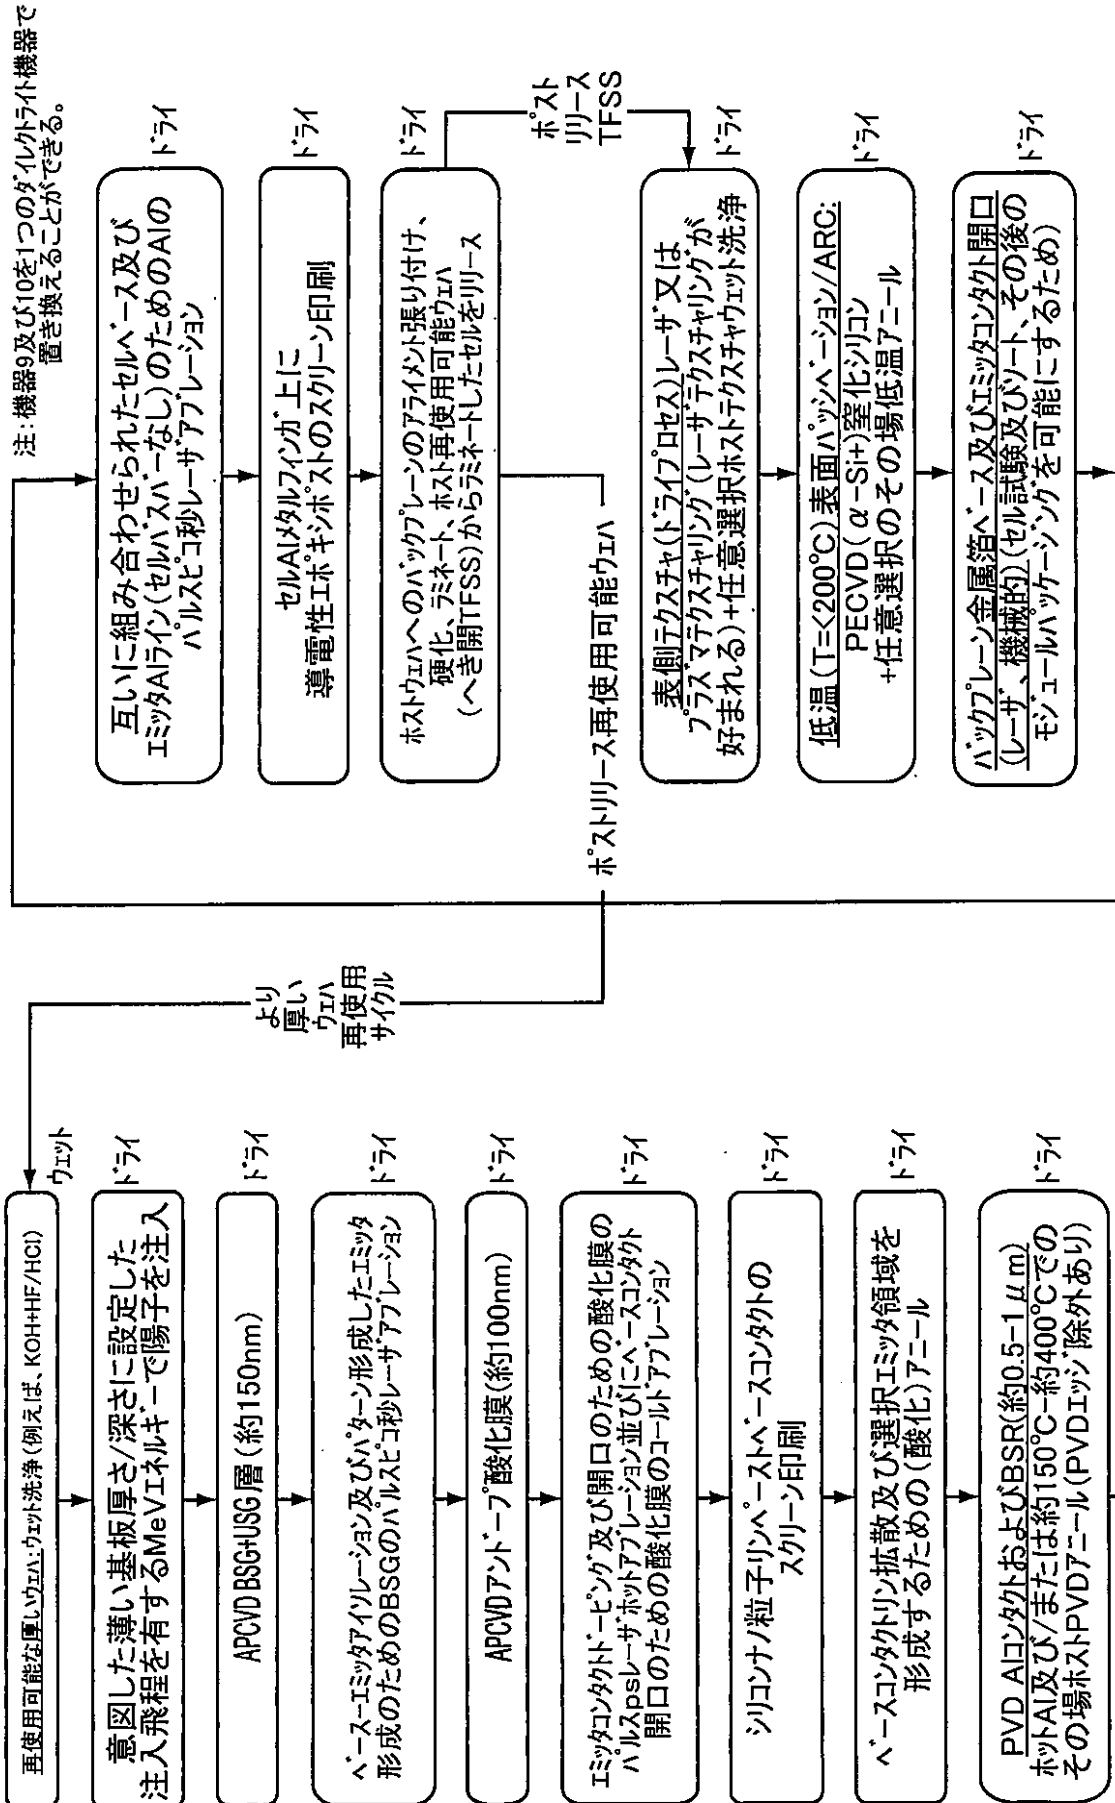 再使用可能な厚いウェハ:ウェット洗浄(例えば、KOH+HF/HCl)
ウェット
意図した薄い基板厚さ/深さに設定した
注入飛程を有するMeVエネルギーで陽子を注入
ドライ
APCVD BSG+USG層(約150nm)
ドライ
ベース-エミッタアイソレーション及びパターン形成したエミッタ
形成のためのBSGのパルスピコ秒レーザアブレーション
ドライ
APCVDアンドープ酸化膜(約100nm)
ドライ
エミッタコンタクトドーピング及び開口のための酸化膜の
パルスpsレーザホットアブレーション並びにベースコンタクト
開口のための酸化膜のコールドアブレーション
ドライ
シリコンナノ粒子リンペーストベースコンタクトの
スクリーン印刷
ドライ
ベースコンタクトリン拡散及び選択エミッタ領域を
形成するための(酸化)アニール
ドライ
PVD AlコンタクトおよびBSR(約0.5-1μm)
ホットAl及び/または約150℃-約400℃での
その場ホストPVDアニール(PVDエッジ除外あり)
ドライ
より
厚い
ウェハ
再使用
サイクル
注:機器9及び10を1つのダイレクトライト機器で
置き換えることができる。
互いに組み合わせられたセルベース及び
エミッタAlライン(セルバスバーなし)のためのAlの
パルスピコ秒レーザアブレーション
ドライ
セルAlメタルフィンガ上に
導電性エポキシポストのスクリーン印刷
ドライ
ホストウェハへのバックプレーンのアライメント張り付け、
硬化、ラミネート、ホスト再使用可能ウェハ
(へき開TFSS)からラミネートしたセルをリリース
ドライ
ポスト
リリース
TFSS
ポストリリース再使用可能ウェハ
表側テクスチャ(ドライプロセス)レーザ又は
プラズマテクスチャリング(レーザテクスチャリングが
好まれる)+任意選択ホストテクスチャウェット洗浄
ドライ
低温(T=<200℃)表面パッシベーション/ARC:
PECVD(α-Si+)窒化シリコン
+任意選択のその場低温アニール
ドライ
バックプレーン金属箔ベース及びエミッタコンタクト開口
(レーザ、機械的)(セル試験及びソート、その後の
モジュールパッケージングを可能にするため)
ドライ